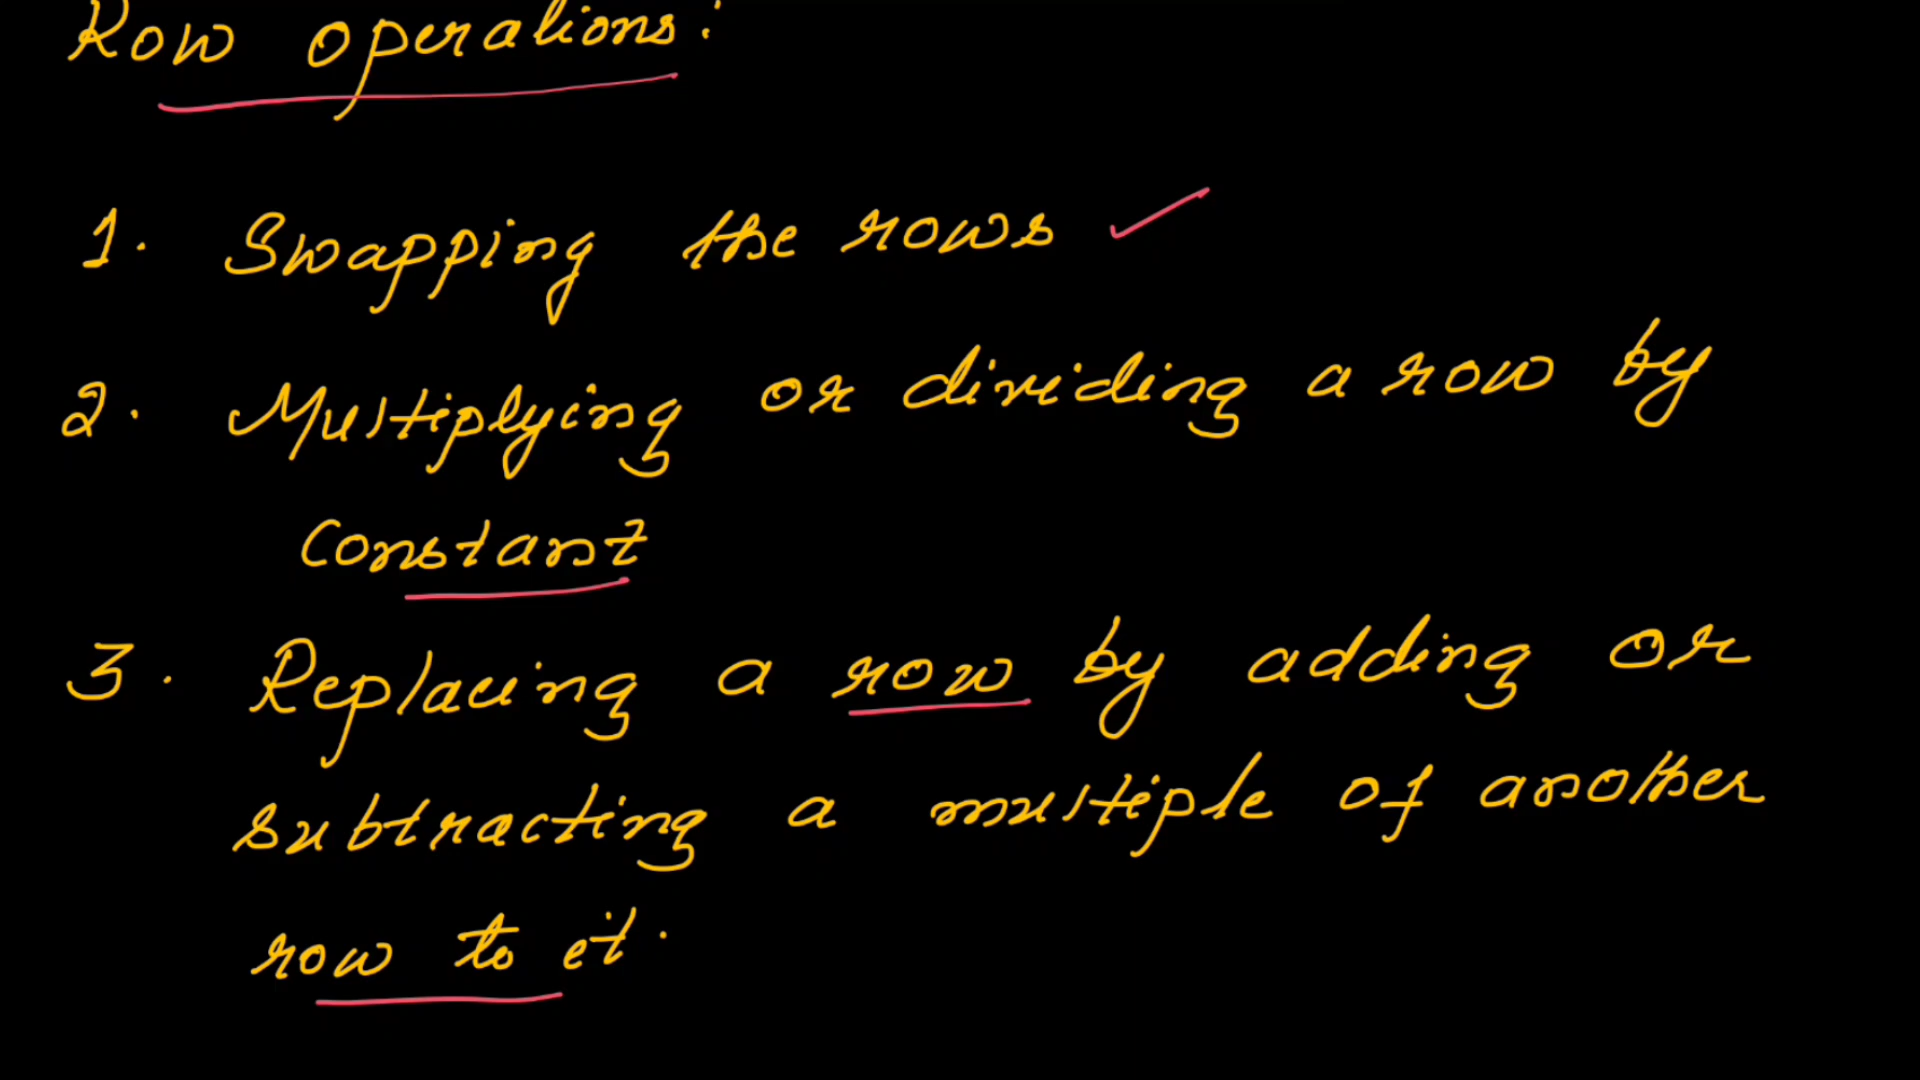 Row operations:
1. Swapping the rows
2. Multiplying or dividing a row by
Constant
3. Replacing a row by adding or
subtracting a multiple of another
row to it.